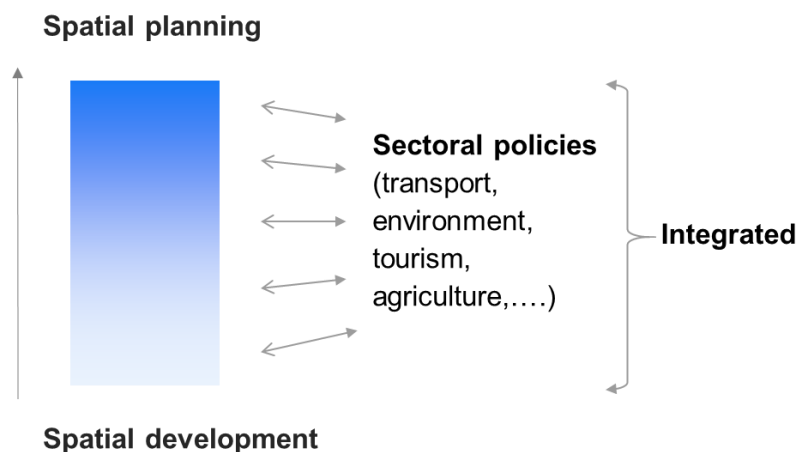 Spatial planning
Sectoral policies
(transport,
environment,
tourism,
agriculture,….)
Integrated
Spatial development